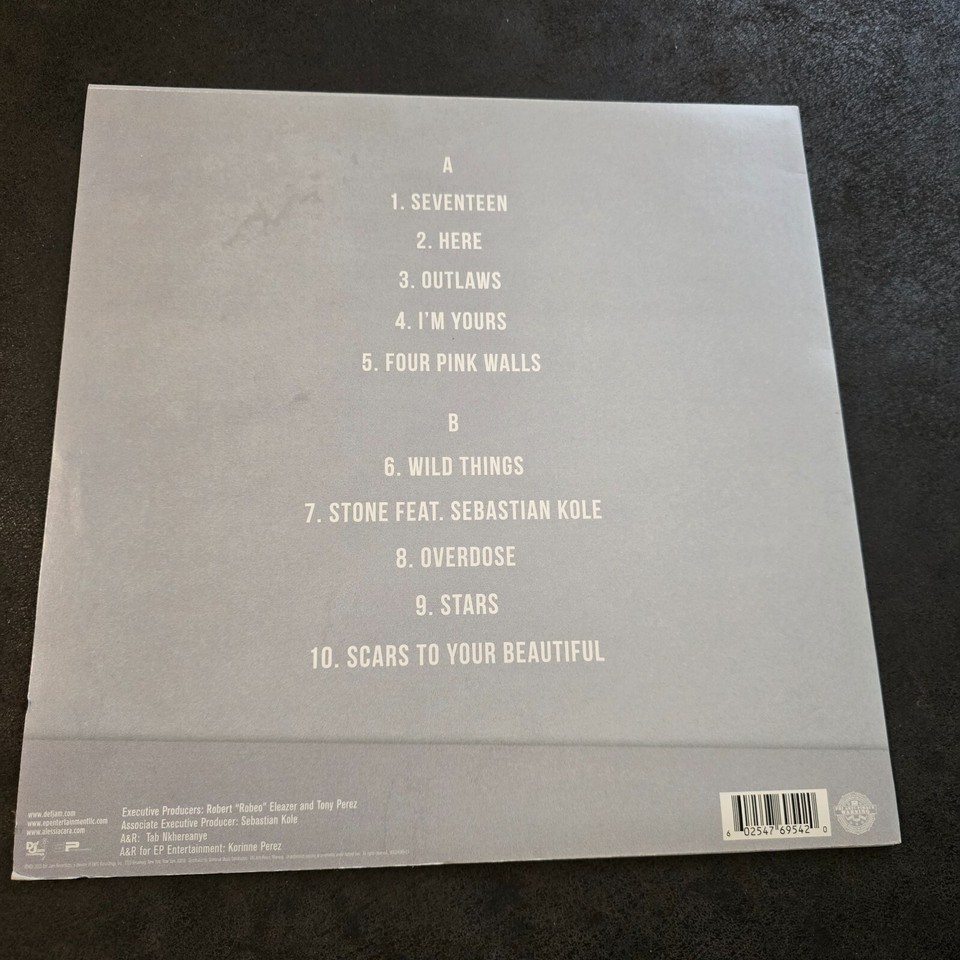 A
1. SEVENTEEN
2. HERE
3. OUTLAWS
4. I'M YOURS
5. FOUR PINK WALLS
B
6. WILD THINGS
7. STONE FEAT. SEBASTIAN KOLE
8. OVERDOSE
9. STARS
10. SCARS TO YOUR BEAUTIFUL
www.defjam.com
www.epentertainmentllc.com
www.alessiacara.com
Executive Producers: Robert "Robeo" Eleazer and Tony Perez
Associate Executive Producer: Sebastian Kole
A&R: Tab Nkhereanye
A&R for EP Entertainment: Korinne Perez
6 02547 69542 0